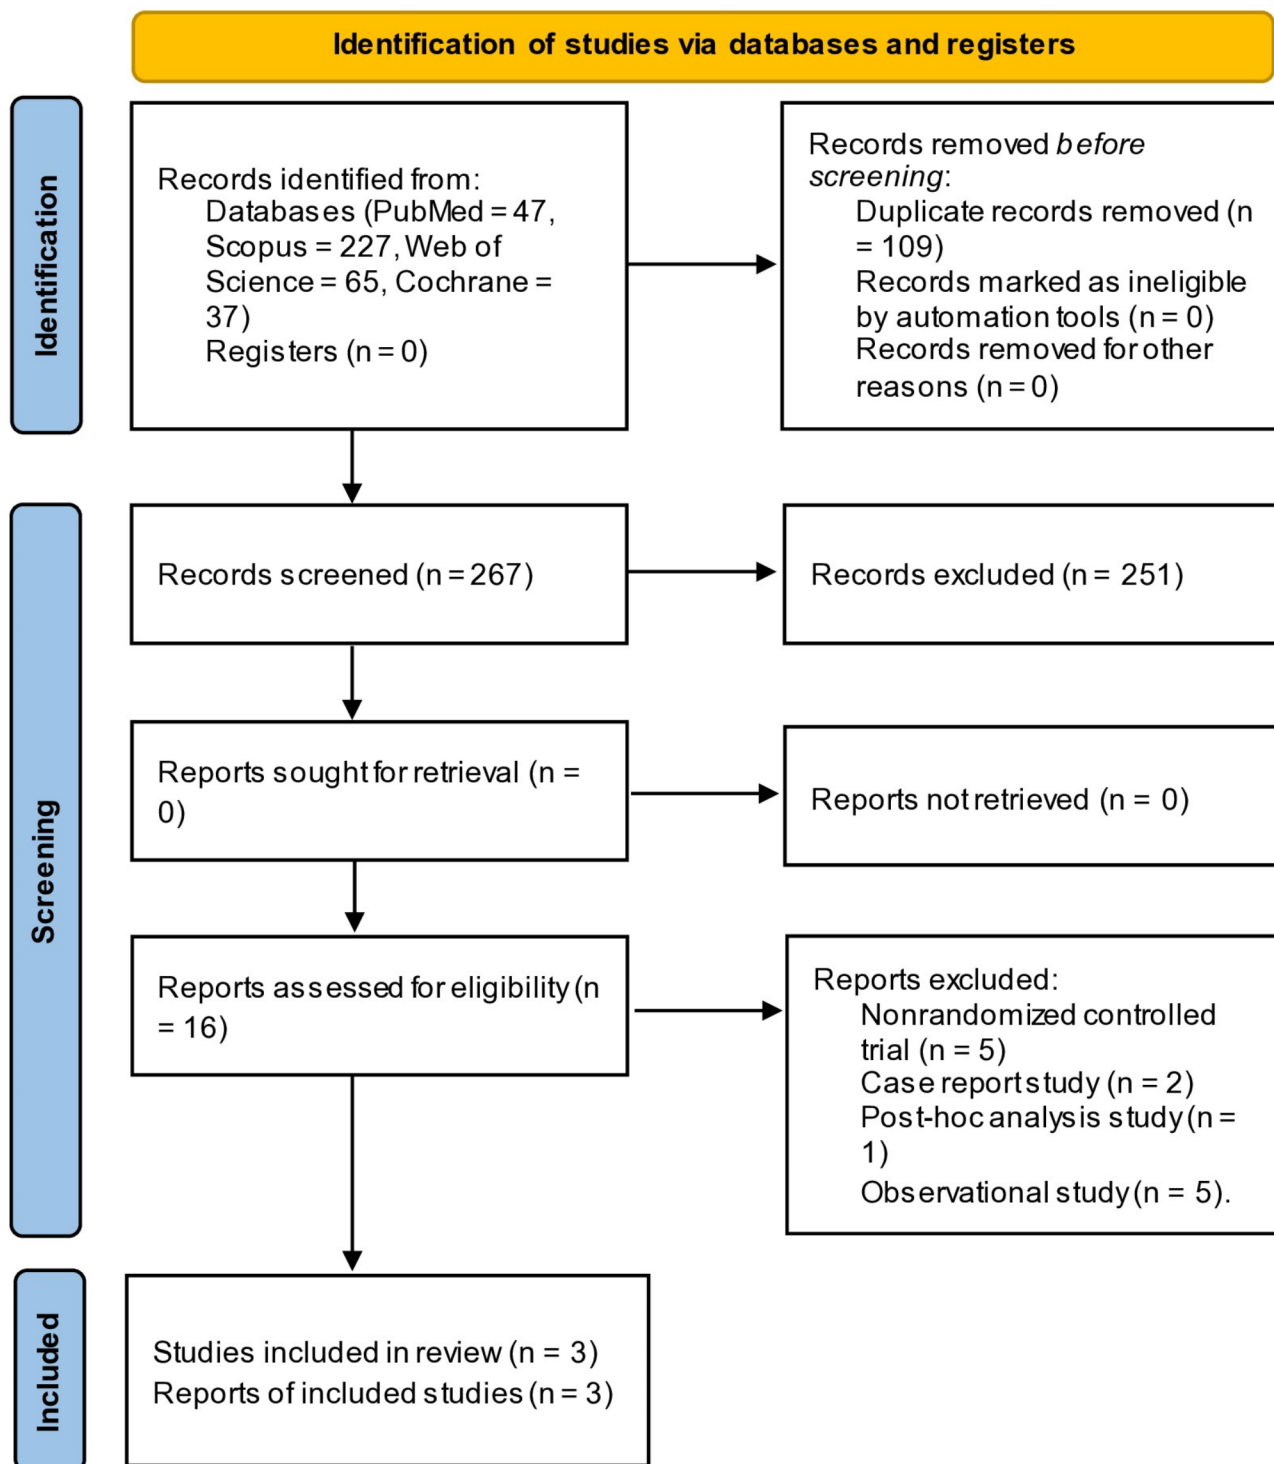 Identification of studies via databases and registers
Identification
Records identified from:
Databases (PubMed = 47,
Scopus = 227, Web of
Science = 65, Cochrane =
37)
Registers (n = 0)
Records removed before
screening:
Duplicate records removed (n
= 109)
Records marked as ineligible
by automation tools (n = 0)
Records removed for other
reasons (n = 0)
Screening
Records screened (n = 267)
Records excluded (n = 251)
Reports sought for retrieval (n =
0)
Reports not retrieved (n = 0)
Reports assessed for eligibility (n
= 16)
Reports excluded:
Nonrandomized controlled
trial (n = 5)
Case report study (n = 2)
Post-hoc analysis study (n =
1)
Observational study (n = 5).
Included
Studies included in review (n = 3)
Reports of included studies (n = 3)